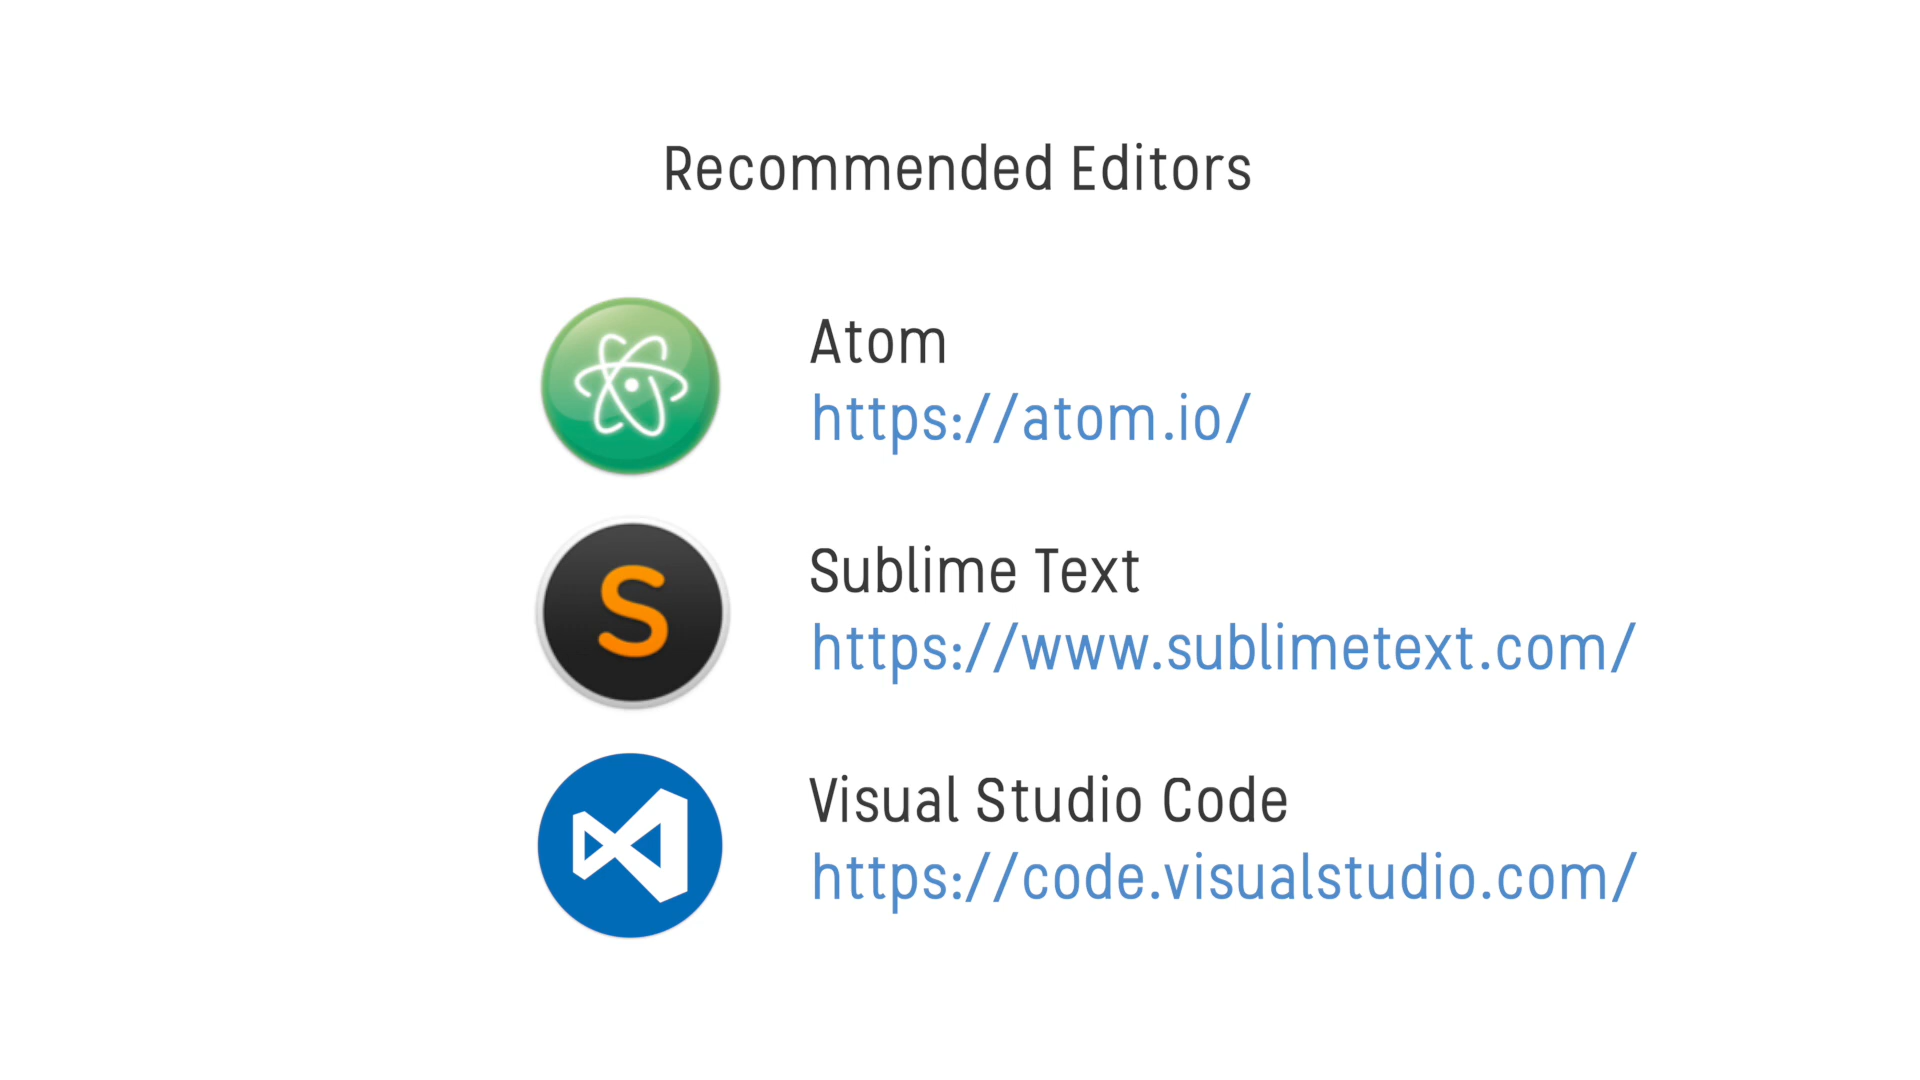 Recommended Editors
Atom
https://atom.io/
S
Sublime Text
https://www.sublimetext.com/
Visual Studio Code
https://code.visualstudio.com/